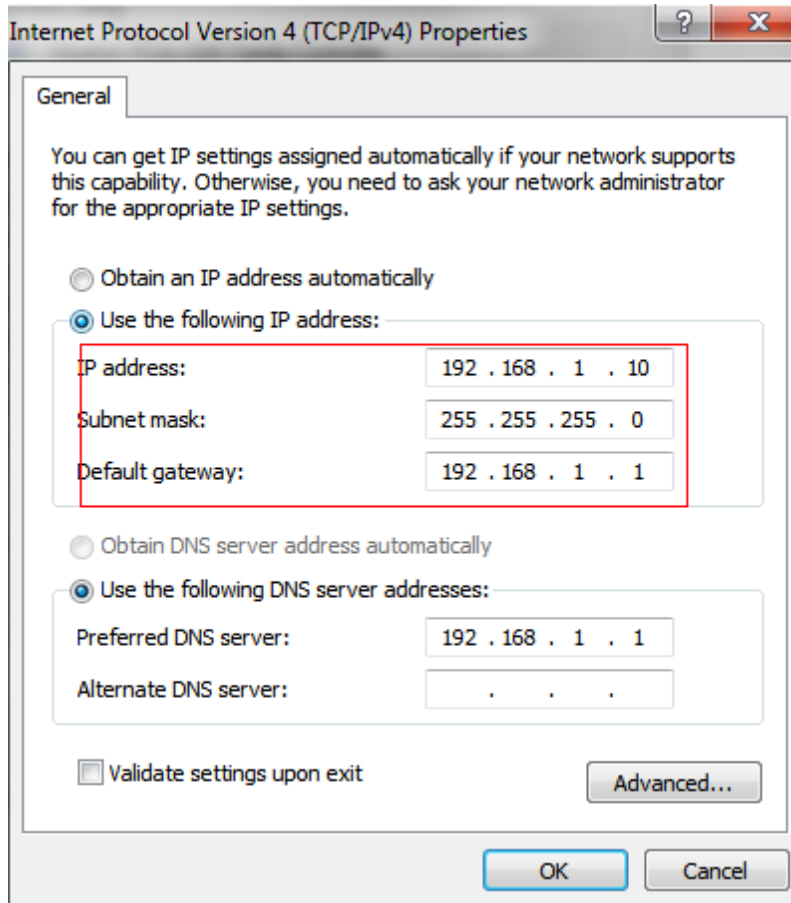 Internet Protocol Version 4 (TCP/IPv4) Properties
? X
General
You can get IP settings assigned automatically if your network supports
this capability. Otherwise, you need to ask your network administrator
for the appropriate IP settings.
Obtain an IP address automatically
Use the following IP address:
IP address: 192 . 168 . 1 . 10
Subnet mask: 255 . 255 . 255 . 0
Default gateway: 192 . 168 . 1 . 1
Obtain DNS server address automatically
Use the following DNS server addresses:
Preferred DNS server: 192 . 168 . 1 . 1
Alternate DNS server: . . .
Validate settings upon exit
Advanced...
OK Cancel